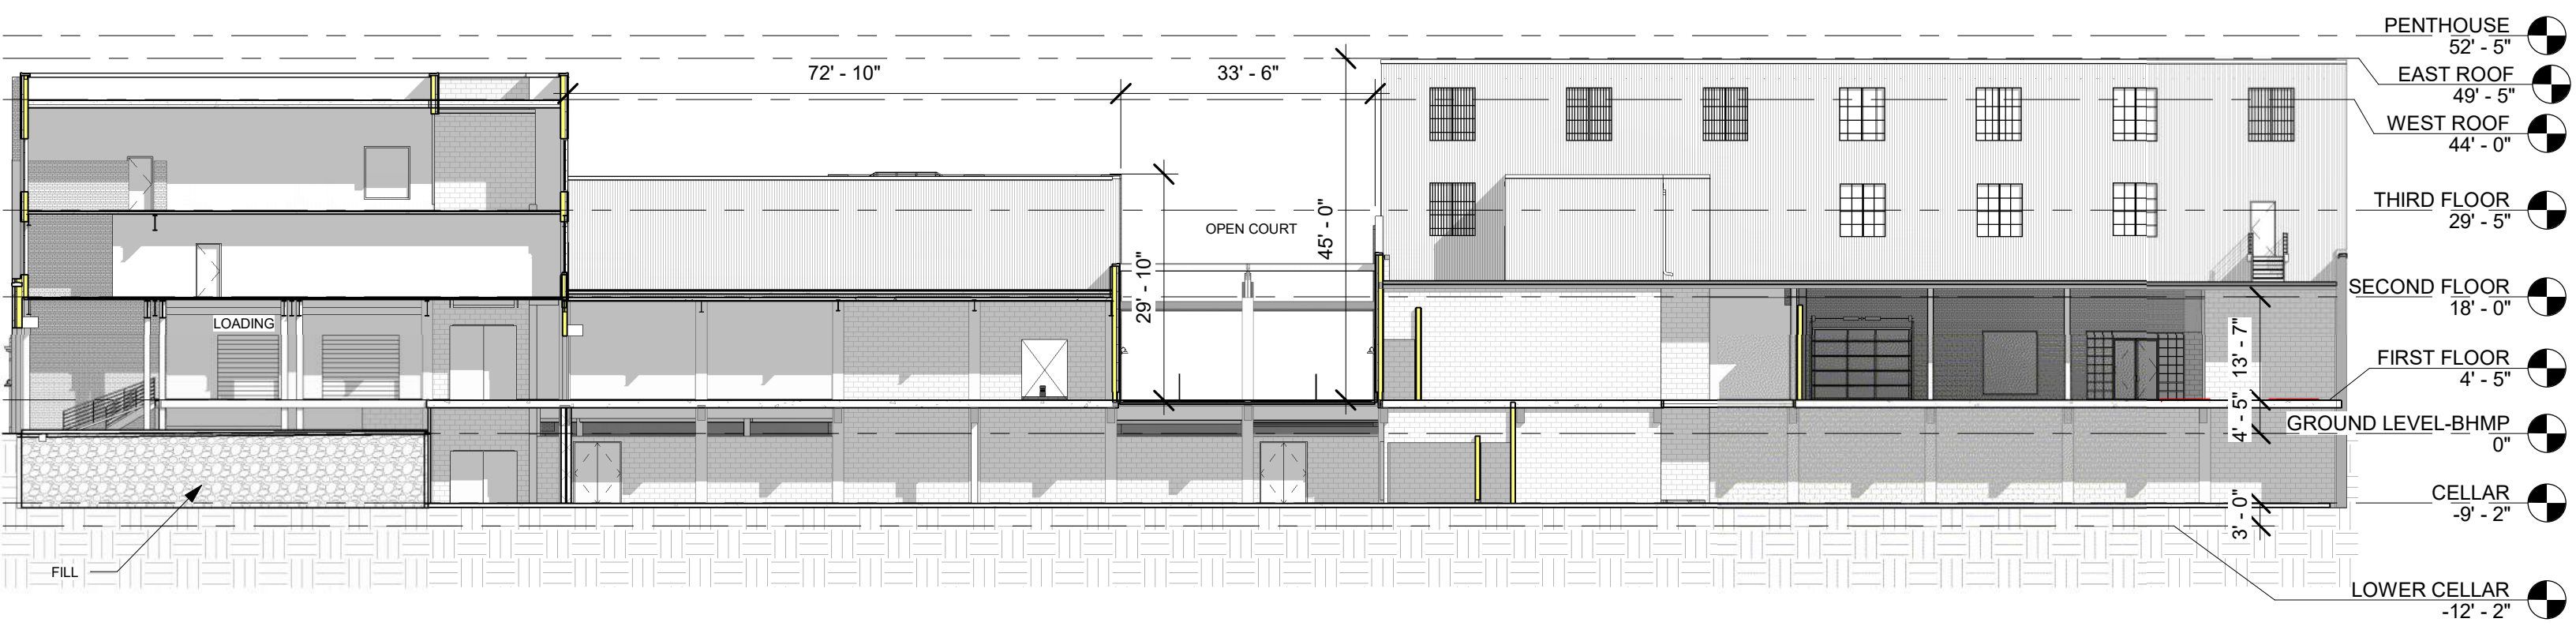 PENTHOUSE
52' - 5"
EAST ROOF
49' - 5"
WEST ROOF
44' - 0"
THIRD FLOOR
29' - 5"
SECOND FLOOR
18' - 0"
FIRST FLOOR
4' - 5"
GROUND LEVEL-BHMP
0"
CELLAR
-9' - 2"
LOWER CELLAR
-12' - 2"
72' - 10"
33' - 6"
OPEN COURT
45' - 0"
29' - 10"
LOADING
13' - 7"
4' - 5"
3' - 0"
FILL